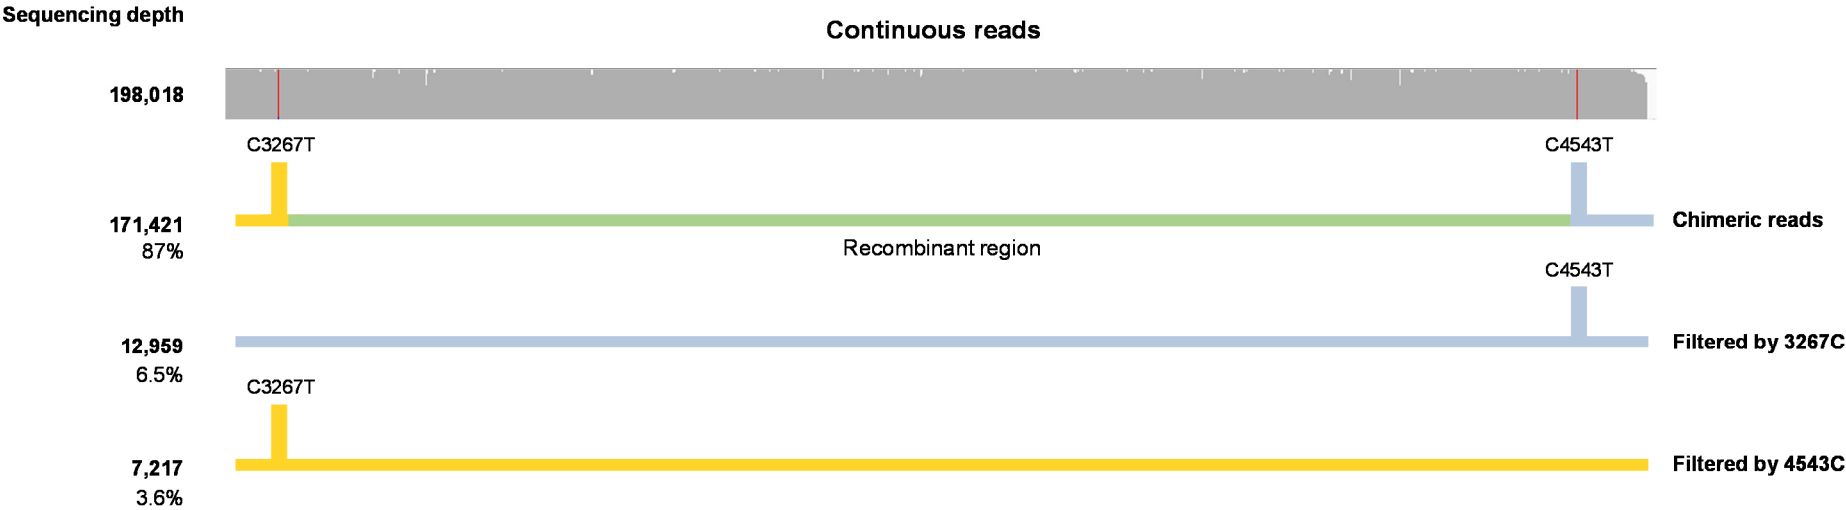 Sequencing depth
Continuous reads
198,018
C3267T
C4543T
171,421
Chimeric reads
87%
Recombinant region
C4543T
12,959
Filtered by 3267C
6.5%
C3267T
7,217
Filtered by 4543C
3.6%